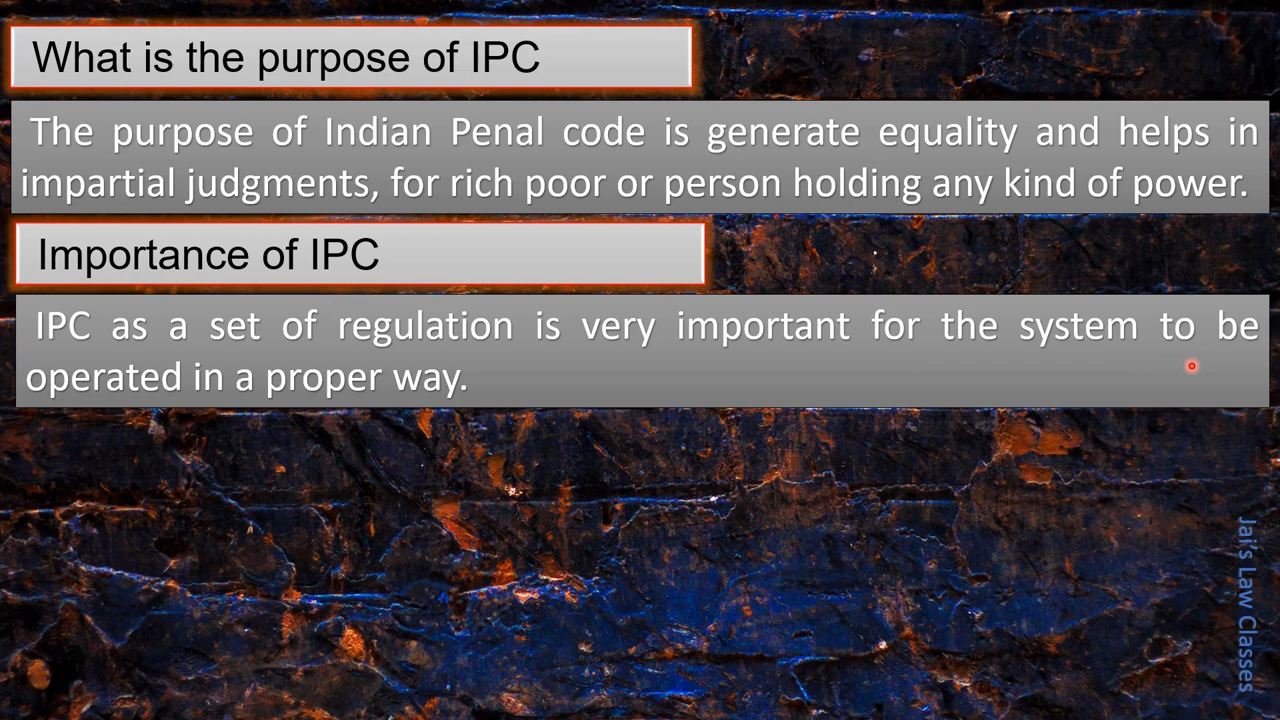 What is the purpose of IPC
The purpose of Indian Penal code is generate equality and helps in
impartial judgments, for rich poor or person holding any kind of power.
Importance of IPC
IPC as a set of regulation is very important for the system to be
operated in a proper way.
Jai's Law Classes